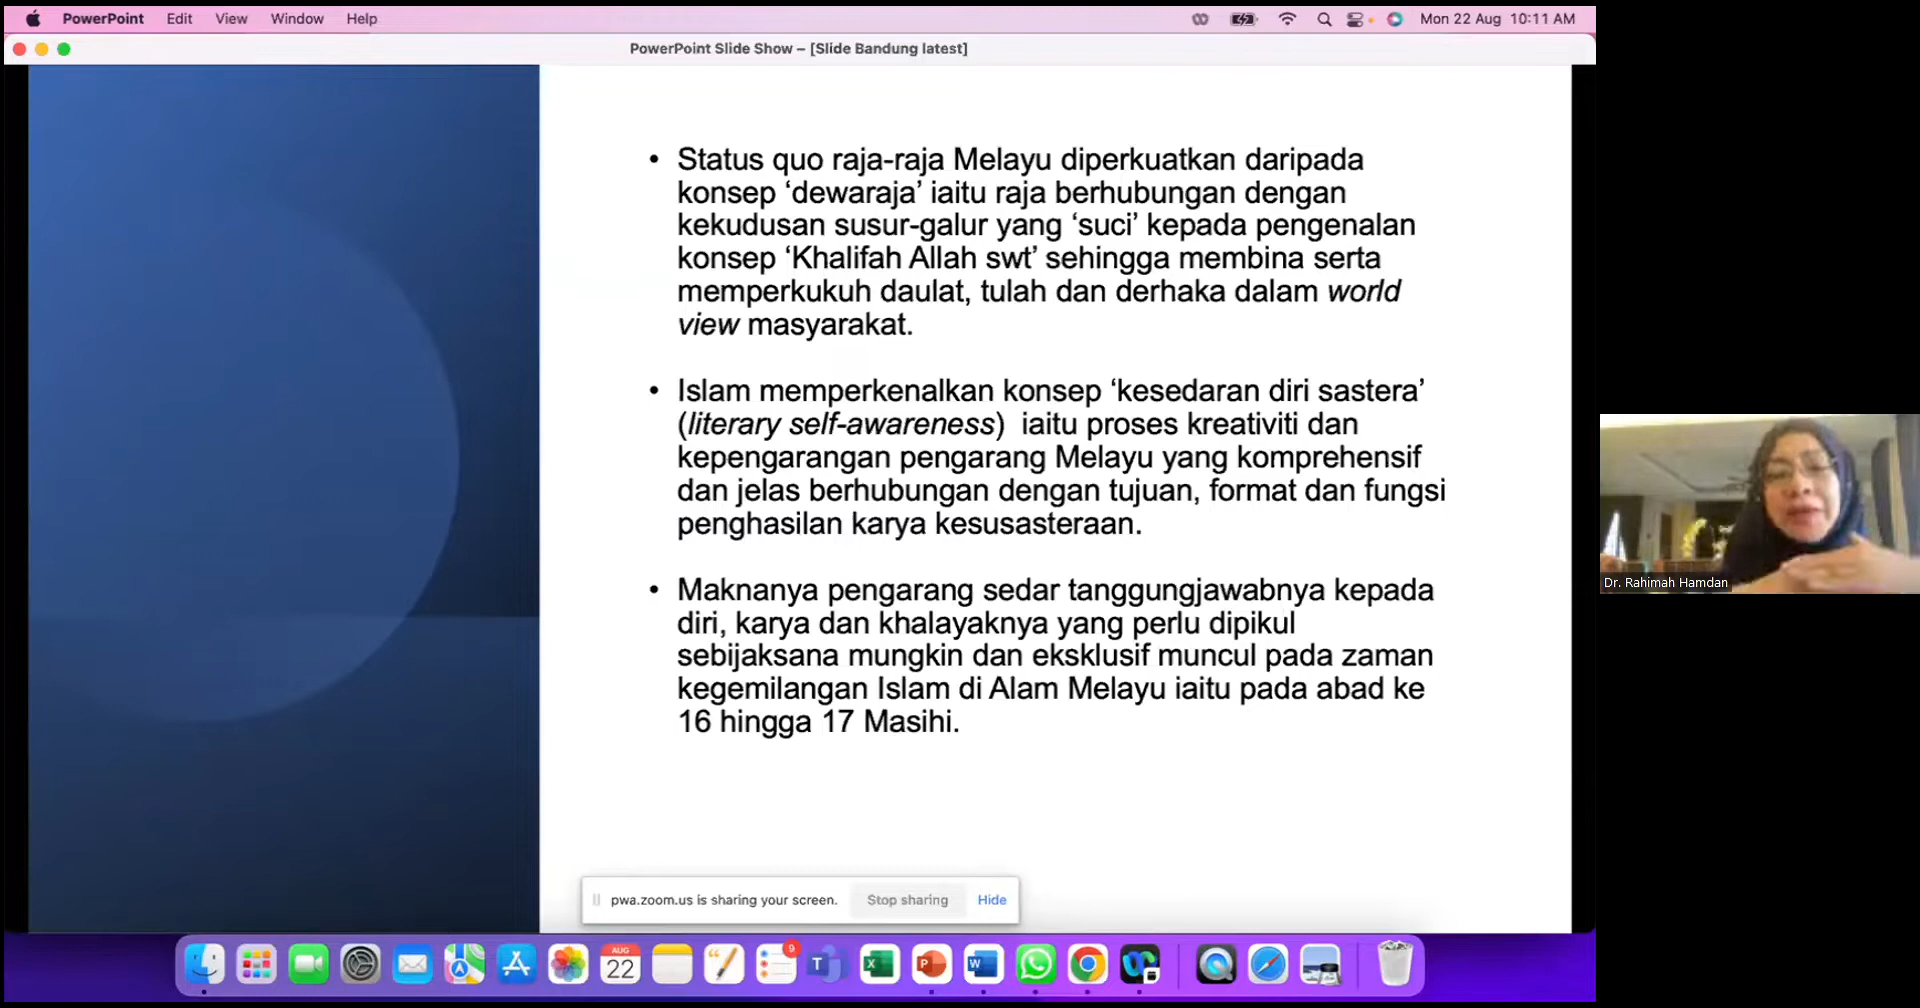 PowerPoint Edit View Window Help
Mon 22 Aug 10:11 AM
PowerPoint Slide Show – [Slide Bandung latest]
• Status quo raja-raja Melayu diperkuatkan daripada
konsep ‘dewaraja’ iaitu raja berhubungan dengan
kekudusan susur-galur yang ‘suci’ kepada pengenalan
konsep ‘Khalifah Allah swt’ sehingga membina serta
memperkukuh daulat, tulah dan derhaka dalam world
view masyarakat.
• Islam memperkenalkan konsep ‘kesedaran diri sastera’
(literary self-awareness) iaitu proses kreativiti dan
kepengarangan pengarang Melayu yang komprehensif
dan jelas berhubungan dengan tujuan, format dan fungsi
penghasilan karya kesusasteraan.
• Maknanya pengarang sedar tanggungjawabnya kepada
diri, karya dan khalayaknya yang perlu dipikul
sebijaksana mungkin dan eksklusif muncul pada zaman
kegemilangan Islam di Alam Melayu iaitu pada abad ke
16 hingga 17 Masihi.
Dr. Rahimah Hamdan
pwa.zoom.us is sharing your screen. Stop sharing Hide
AUG
22
9
T
X
P
W